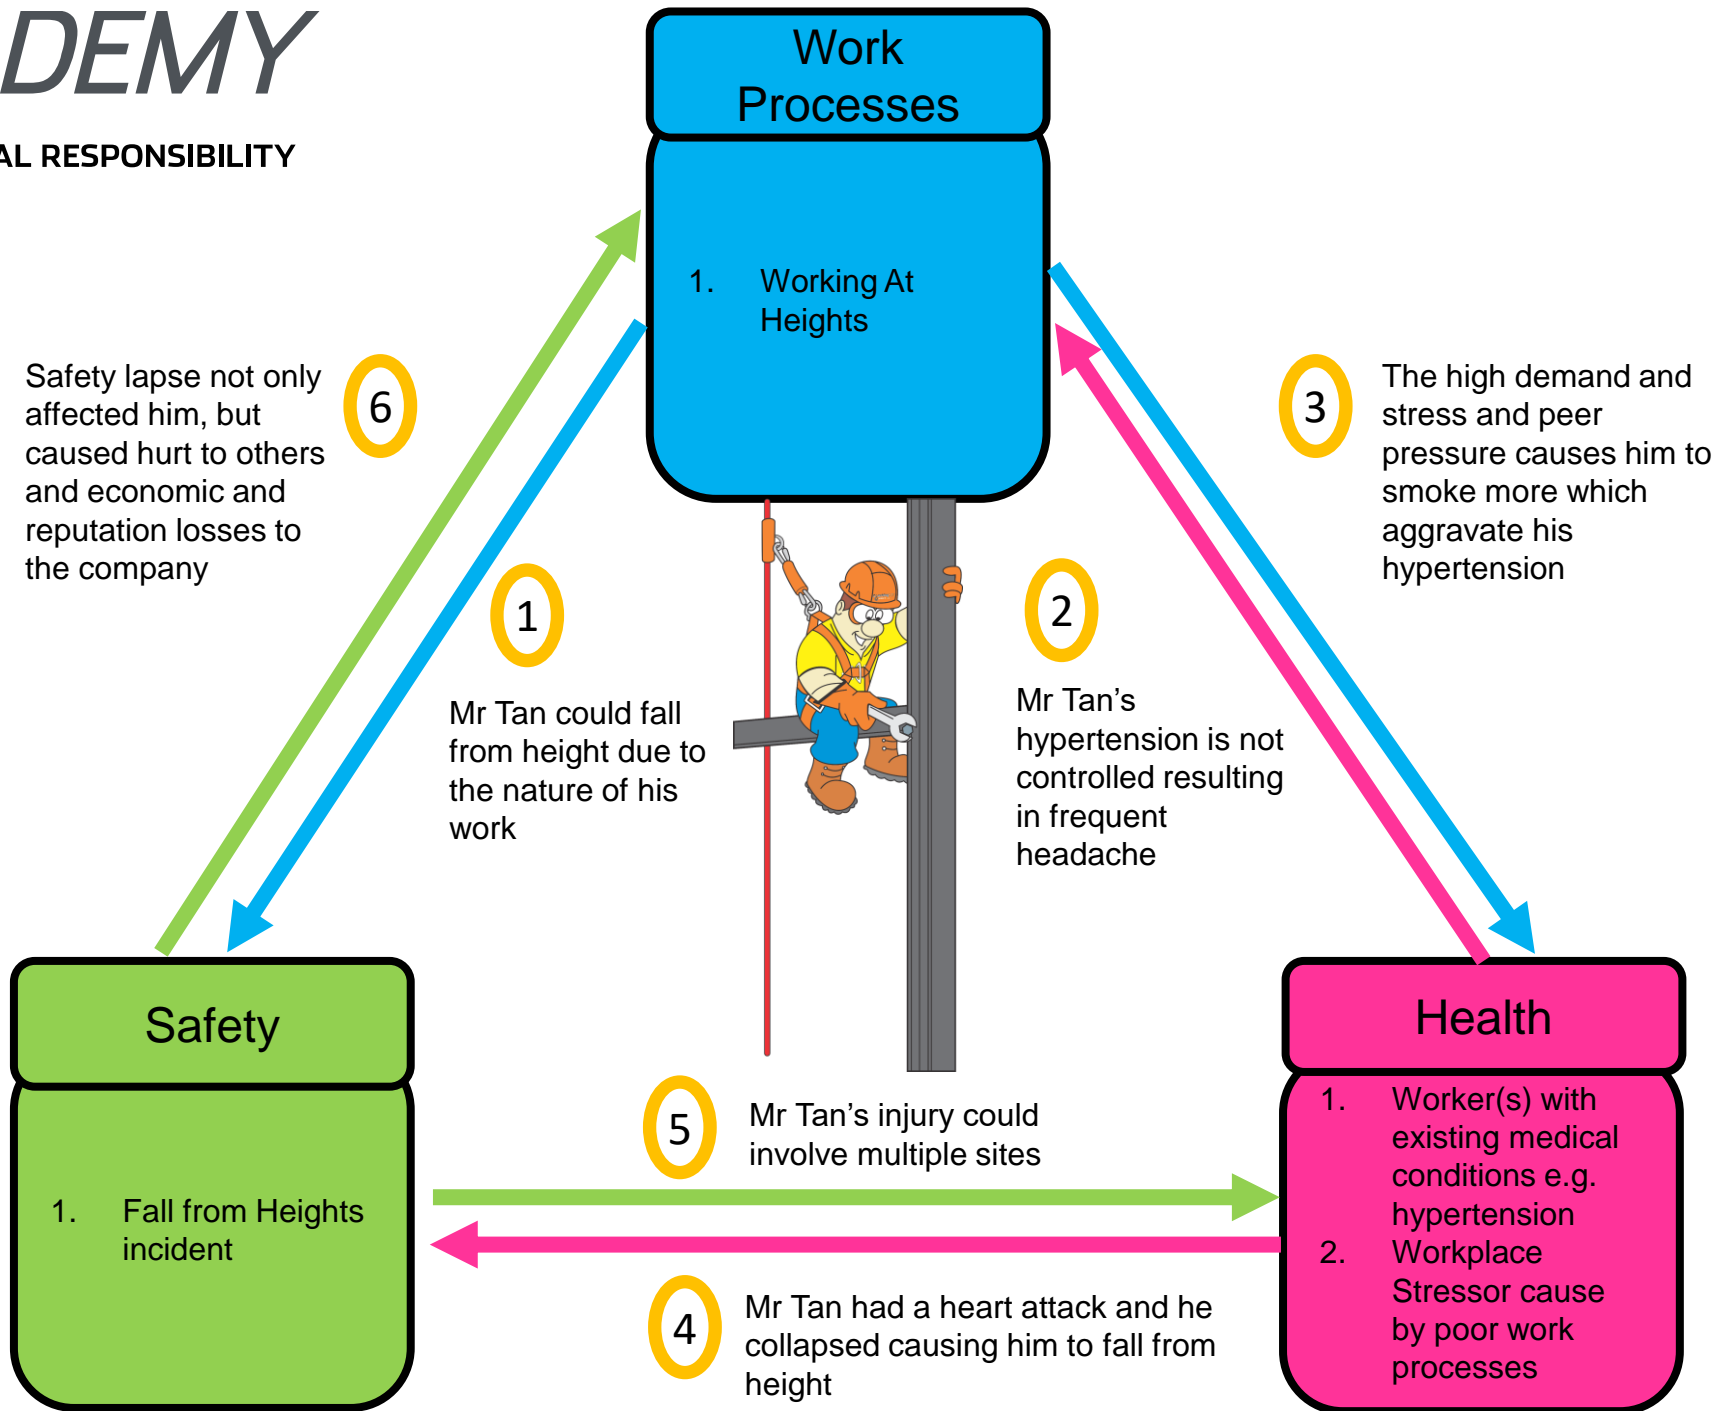 DEMY
AL RESPONSIBILITY
Work
Processes
1. Working At
Heights
Safety lapse not only
affected him, but
caused hurt to others
and economic and
reputation losses to
the company
6
1
Mr Tan could fall
from height due to
the nature of his
work
2
Mr Tan’s
hypertension is not
controlled resulting
in frequent
headache
3
The high demand and
stress and peer
pressure causes him to
smoke more which
aggravate his
hypertension
Safety
1. Fall from Heights
incident
5
Mr Tan’s injury could
involve multiple sites
4
Mr Tan had a heart attack and he
collapsed causing him to fall from
height
Health
1. Worker(s) with
existing medical
conditions e.g.
hypertension
2. Workplace
Stressor cause
by poor work
processes